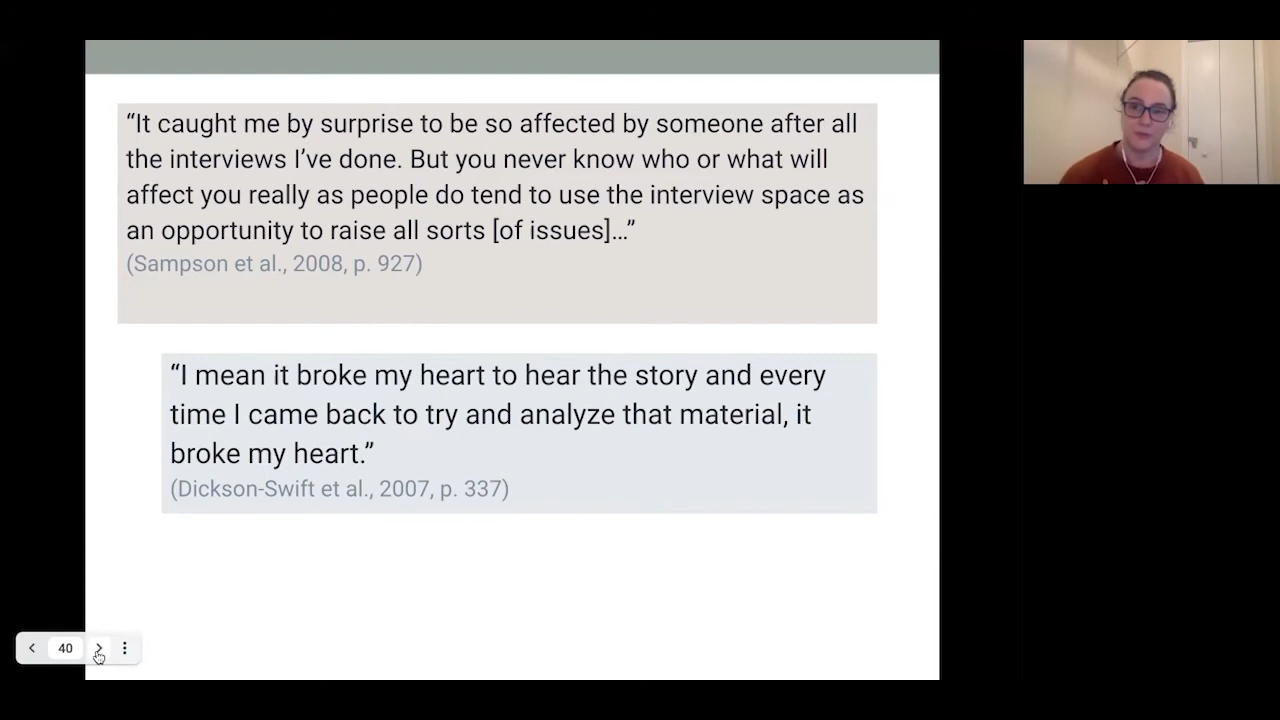 “It caught me by surprise to be so affected by someone after all
the interviews I’ve done. But you never know who or what will
affect you really as people do tend to use the interview space as
an opportunity to raise all sorts [of issues]…”
(Sampson et al., 2008, p. 927)
“I mean it broke my heart to hear the story and every
time I came back to try and analyze that material, it
broke my heart.”
(Dickson-Swift et al., 2007, p. 337)
40